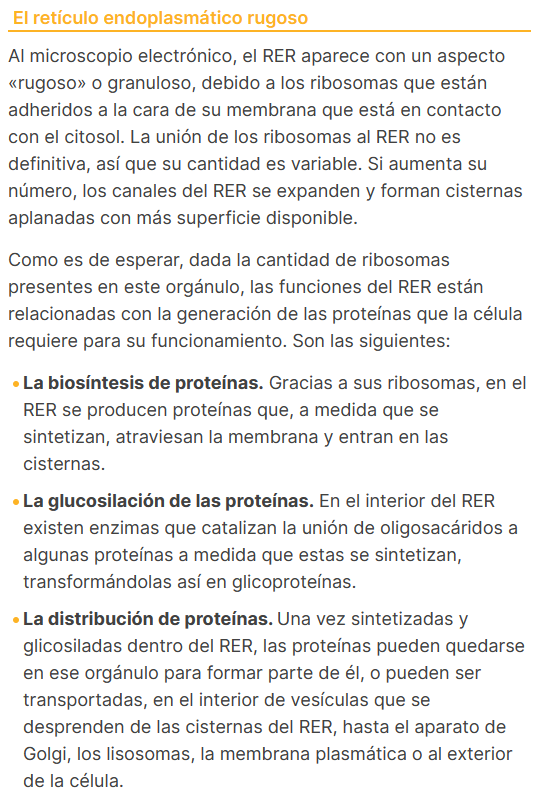 El retículo endoplasmático rugoso
Al microscopio electrónico, el RER aparece con un aspecto
«rugoso» o granuloso, debido a los ribosomas que están
adheridos a la cara de su membrana que está en contacto
con el citosol. La unión de los ribosomas al RER no es
definitiva, así que su cantidad es variable. Si aumenta su
número, los canales del RER se expanden y forman cisternas
aplanadas con más superficie disponible.
Como es de esperar, dada la cantidad de ribosomas
presentes en este orgánulo, las funciones del RER están
relacionadas con la generación de las proteínas que la célula
requiere para su funcionamiento. Son las siguientes:
• La biosíntesis de proteínas. Gracias a sus ribosomas, en el
RER se producen proteínas que, a medida que se
sintetizan, atraviesan la membrana y entran en las
cisternas.
• La glucosilación de las proteínas. En el interior del RER
existen enzimas que catalizan la unión de oligosacáridos a
algunas proteínas a medida que estas se sintetizan,
transformándolas así en glicoproteínas.
• La distribución de proteínas. Una vez sintetizadas y
glicosiladas dentro del RER, las proteínas pueden quedarse
en ese orgánulo para formar parte de él, o pueden ser
transportadas, en el interior de vesículas que se
desprenden de las cisternas del RER, hasta el aparato de
Golgi, los lisosomas, la membrana plasmática o al exterior
de la célula.